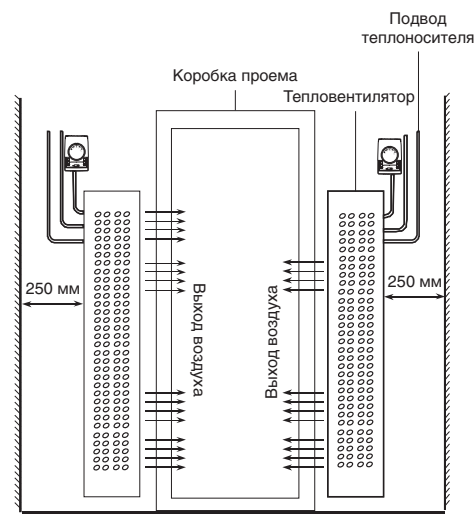 Подвод
теплоносителя
Коробка проема
Тепловентилятор
250 мм
250 мм
Выход воздуха
Выход воздуха